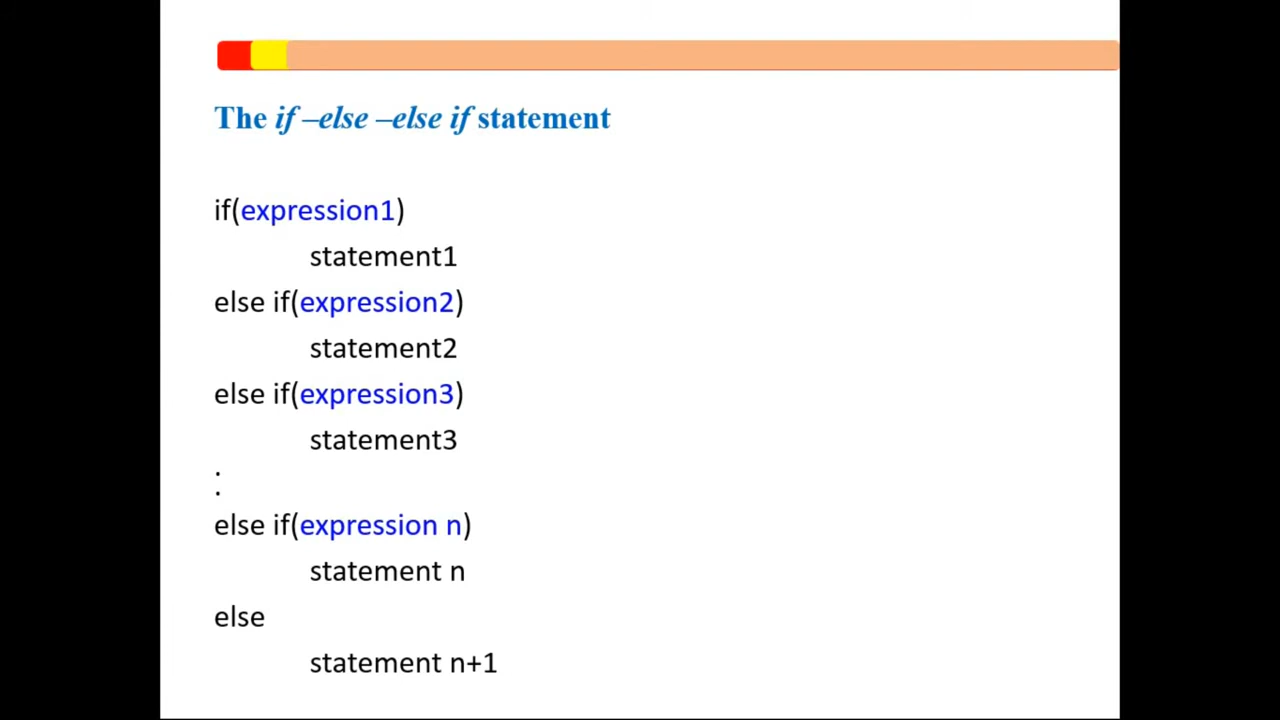 The if –else –else if statement
if(expression1)
statement1
else if(expression2)
statement2
else if(expression3)
statement3
:
else if(expression n)
statement n
else
statement n+1